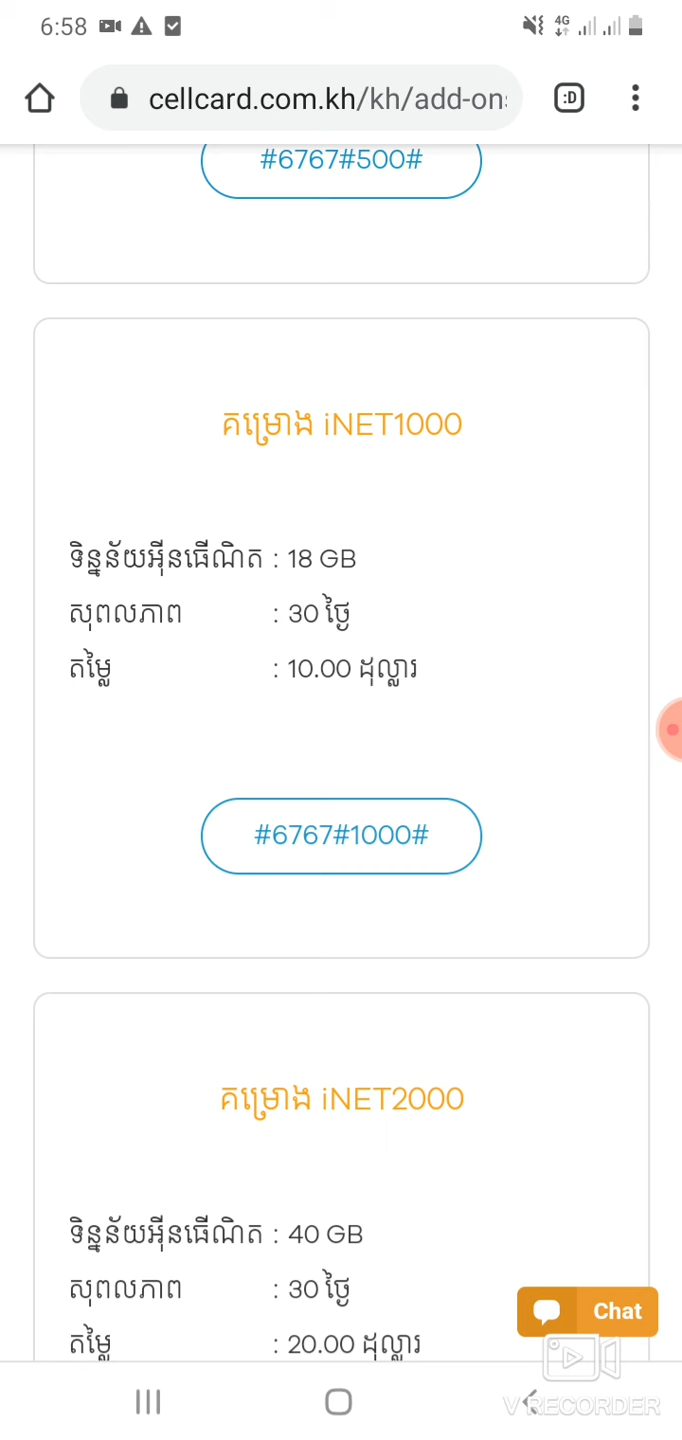 6:58
4G
cellcard.com.kh/kh/add-on
:D
#6767#500#
គម្រោង iNET1000
ទិន្នន័យអ៊ីនធើណិត : 18 GB
សុពលភាព : 30 ថ្ងៃ
តម្លៃ : 10.00 ដុល្លារ
#6767#1000#
គម្រោង iNET2000
ទិន្នន័យអ៊ីនធើណិត : 40 GB
សុពលភាព : 30 ថ្ងៃ
តម្លៃ : 20.00 ដុល្លារ
Chat
V RECORDER